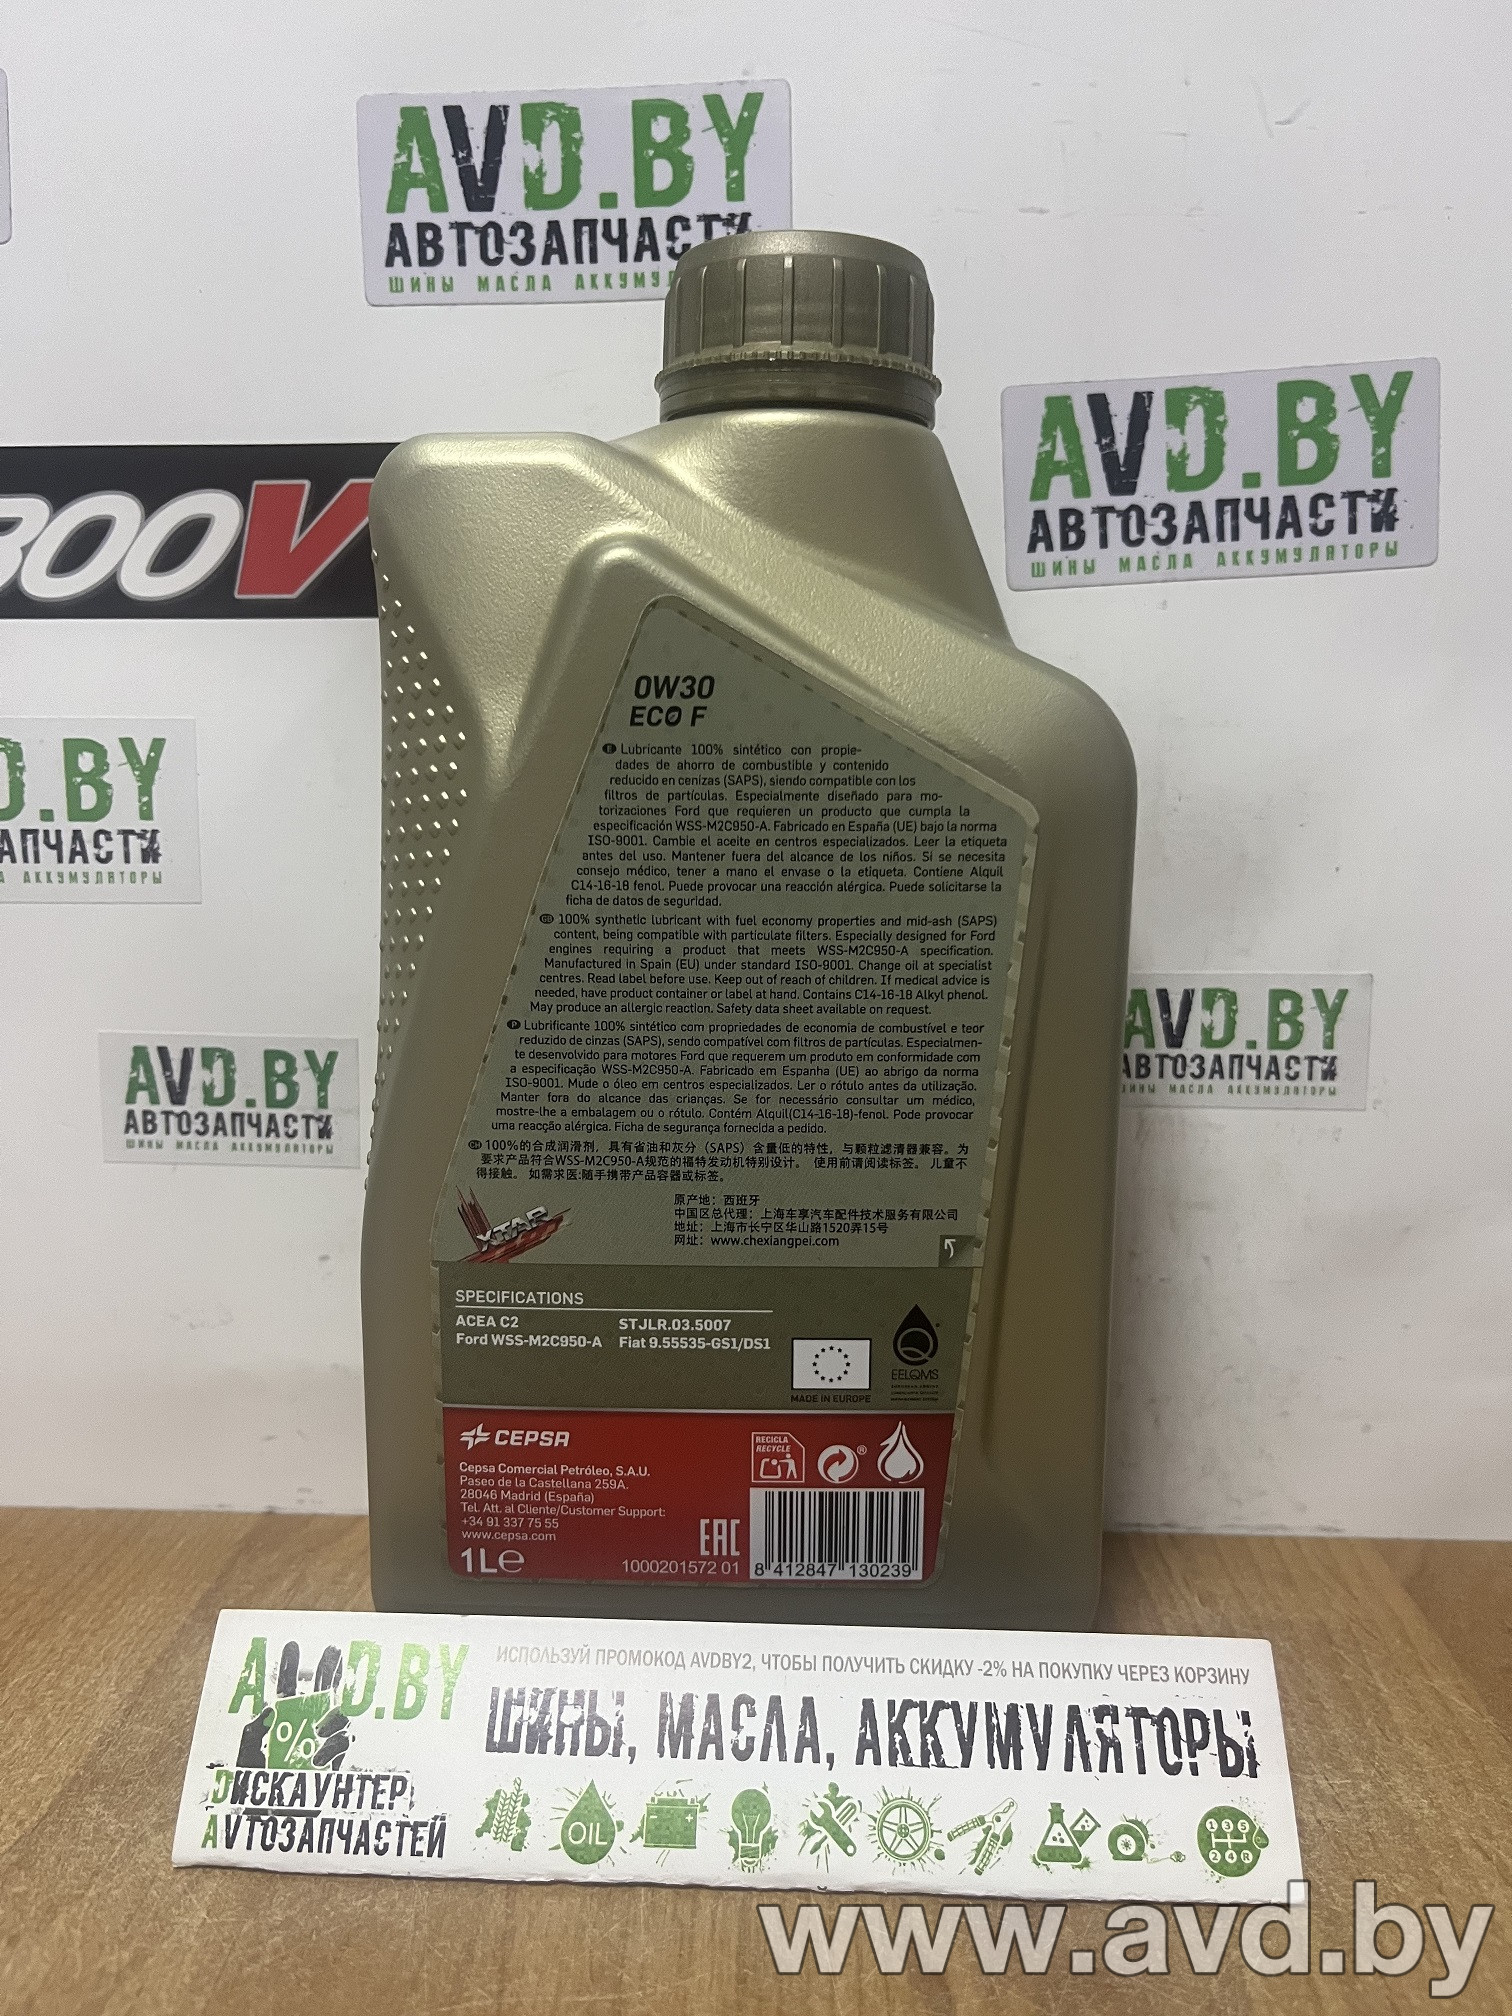 AVD.BY
АВТОЗАПЧАСТИ
ШИНЫ МАСЛА
AVD.BY
АВТОЗАПЧАСТИ
ШИНЫ МАСЛА АККУМУЛЯТОРЫ
300V
D.BY
АПЧАСТИ
АККУМУЛЯТОРЫ
AVD.BY
АВТОЗАПЧАСТИ
ШИНЫ МАСЛА АККУМУЛЯТОРЫ
AVD.BY
АВТОЗАПЧАСТИ
ШИНЫ МАСЛА АККУМУЛЯТОРЫ
0W30
ECO F
E Lubricante 100% sintético con propie-
dades de ahorro de combustible y contenido
reducido en cenizas (SAPS), siendo compatible con los
filtros de partículas. Especialmente diseñado para mo-
torizaciones Ford que requieren un producto que cumpla la
especificación WSS-M2C950-A. Fabricado en España (UE) bajo la norma
ISO-9001. Cambie el aceite en centros especializados. Leer la etiqueta
antes del uso. Mantener fuera del alcance de los niños. Si se necesita
consejo médico, tener a mano el envase o la etiqueta. Contiene Alquil
C14-16-18 fenol. Puede provocar una reacción alérgica. Puede solicitarse la
ficha de datos de seguridad.
GB 100% synthetic lubricant with fuel economy properties and mid-ash (SAPS)
content, being compatible with particulate filters. Especially designed for Ford
engines requiring a product that meets WSS-M2C950-A specification.
Manufactured in Spain (EU) under standard ISO-9001. Change oil at specialist
centres. Read label before use. Keep out of reach of children. If medical advice is
needed, have product container or label at hand. Contains C14-16-18 Alkyl phenol.
May produce an allergic reaction. Safety data sheet available on request.
P Lubrificante 100% sintético com propriedades de economia de combustível e teor
reduzido de cinzas (SAPS), sendo compatível com filtros de partículas. Especialmen-
te desenvolvido para motores Ford que requerem um produto em conformidade com
a especificação WSS-M2C950-A. Fabricado em Espanha (UE) ao abrigo da norma
ISO-9001. Mude o óleo em centros especializados. Ler o rótulo antes da utilização.
Manter fora do alcance das crianças. Se for necessário consultar um médico,
mostre-lhe a embalagem ou o rótulo. Contém Alquil(C14-16-18)-fenol. Pode provocar
uma reacção alérgica. Ficha de segurança fornecida a pedido.
CH 100%的合成润滑剂，具有省油和灰分（SAPS）含量低的特性，与颗粒滤清器兼容。为
要求产品符合WSS-M2C950-A规范的福特发动机特别设计。 使用前请阅读标签。 儿童不
得接触。 如需求医:随手携带产品容器或标签。
XTAR
原产地：西班牙
中国区总代理：上海车享汽车配件技术服务有限公司
地址：上海市长宁区华山路1520弄15号
网址：www.chexiangpei.com
SPECIFICATIONS
ACEA C2 STJLR.03.5007
Ford WSS-M2C950-A Fiat 9.55535-GS1/DS1
MADE IN EUROPE
EELQMS
CEPSA
Cepsa Comercial Petróleo, S.A.U.
Paseo de la Castellana 259A.
28046 Madrid (España)
Tel. Att. al Cliente/Customer Support:
+34 91 337 75 55
www.cepsa.com
1L℮
RECICLA
RECYCLE
®
EAC
1000201572 01
8 412847 130239
AVD.BY
%
DИСКАУНТЕР
АVТОЗАПЧАСТЕЙ
ИСПОЛЬЗУЙ ПРОМОКОД AVDBY2, ЧТОБЫ ПОЛУЧИТЬ СКИДКУ -2% НА ПОКУПКУ ЧЕРЕЗ КОРЗИНУ
ШИНЫ, МАСЛА, АККУМУЛЯТОРЫ
OIL
1 3 5
2 4 R
www.avd.by